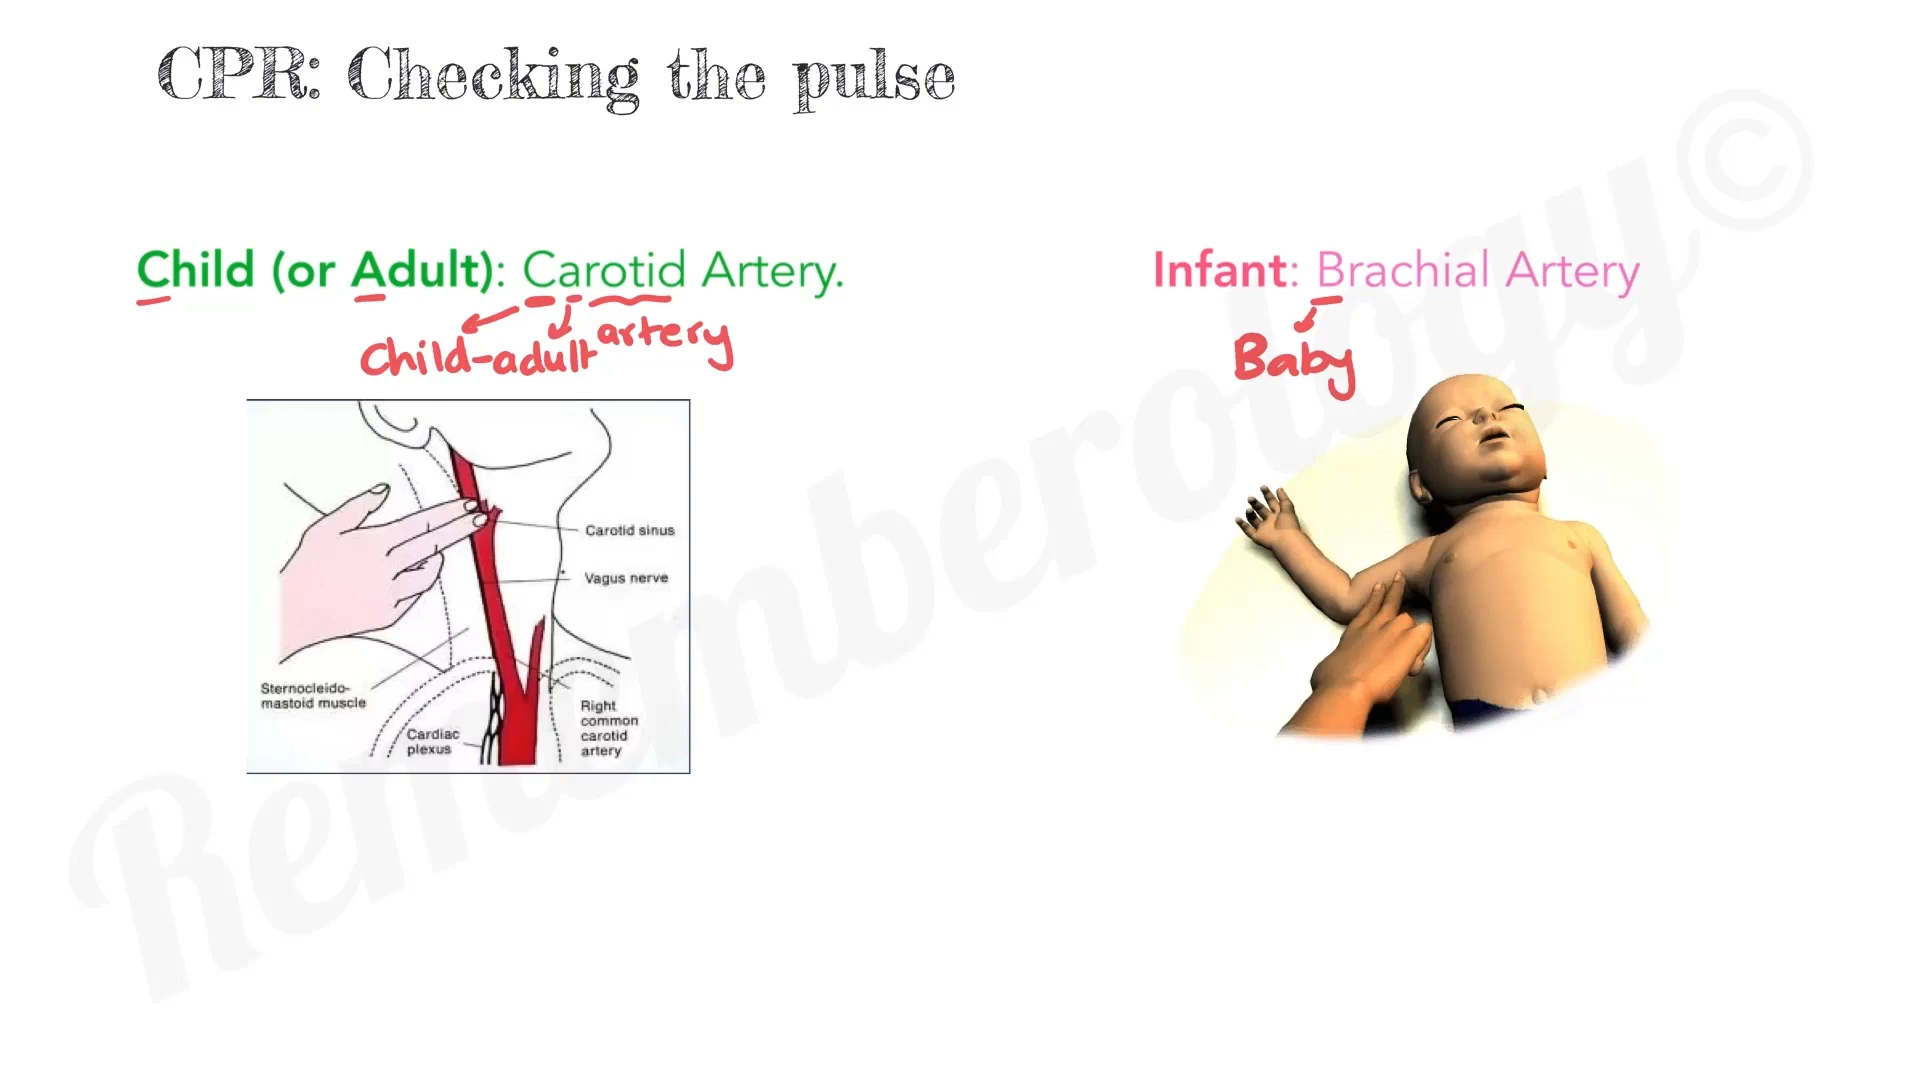 CPR: Checking the pulse
Child (or Adult): Carotid Artery.
Child-adult artery
Carotid sinus
Vagus nerve
Sternocleido-
mastoid muscle
Cardiac
plexus
Right
common
carotid
artery
Infant: Brachial Artery
Baby
Rememberology©